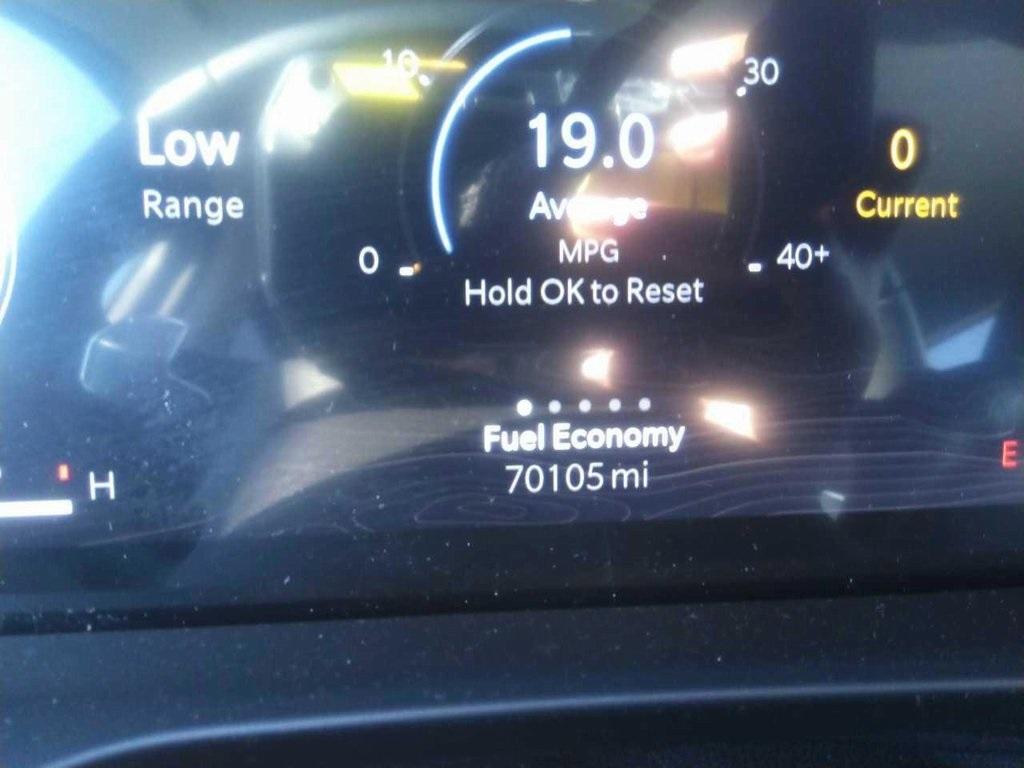 10
30
Low
19.0
0
Range
Average
Current
MPG
0
40+
Hold OK to Reset
Fuel Economy
E
70105 mi
H